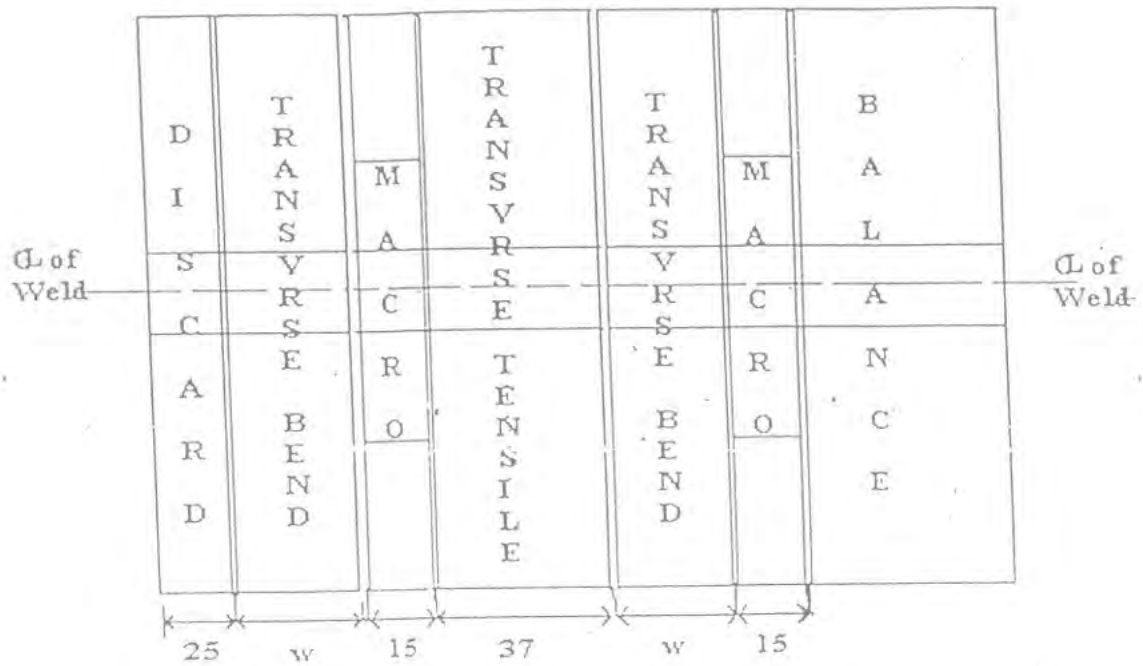 DISCARD
TRANSVRSE BEND
MACRO
TRANSVRSE TENSILE
TRANSVRSE BEND
MACRO
BALANCE
℄ of
Weld
℄ of
Weld
25
w
15
37
w
15